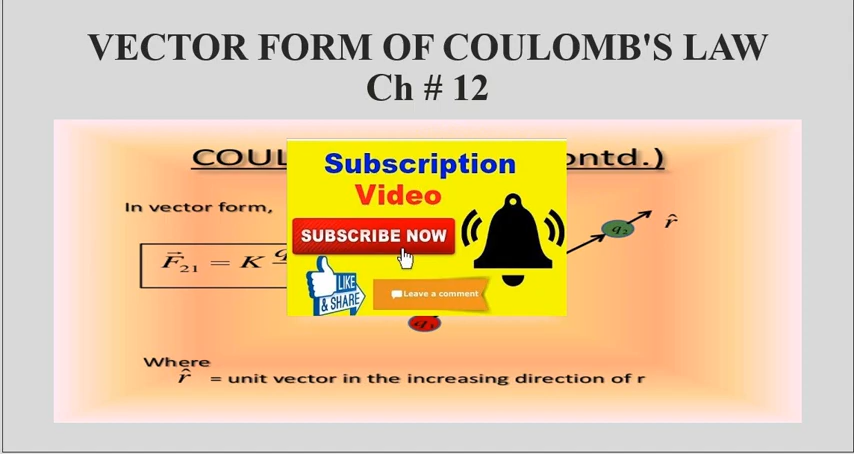 VECTOR FORM OF COULOMB'S LAW
Ch # 12
COUL ontd.)
Subscription
Video
In vector form,
SUBSCRIBE NOW
q₂ r̂
F⃗₂₁ = K q
LIKE
& SHARE
Leave a comment
q₁
Where
r̂ = unit vector in the increasing direction of r